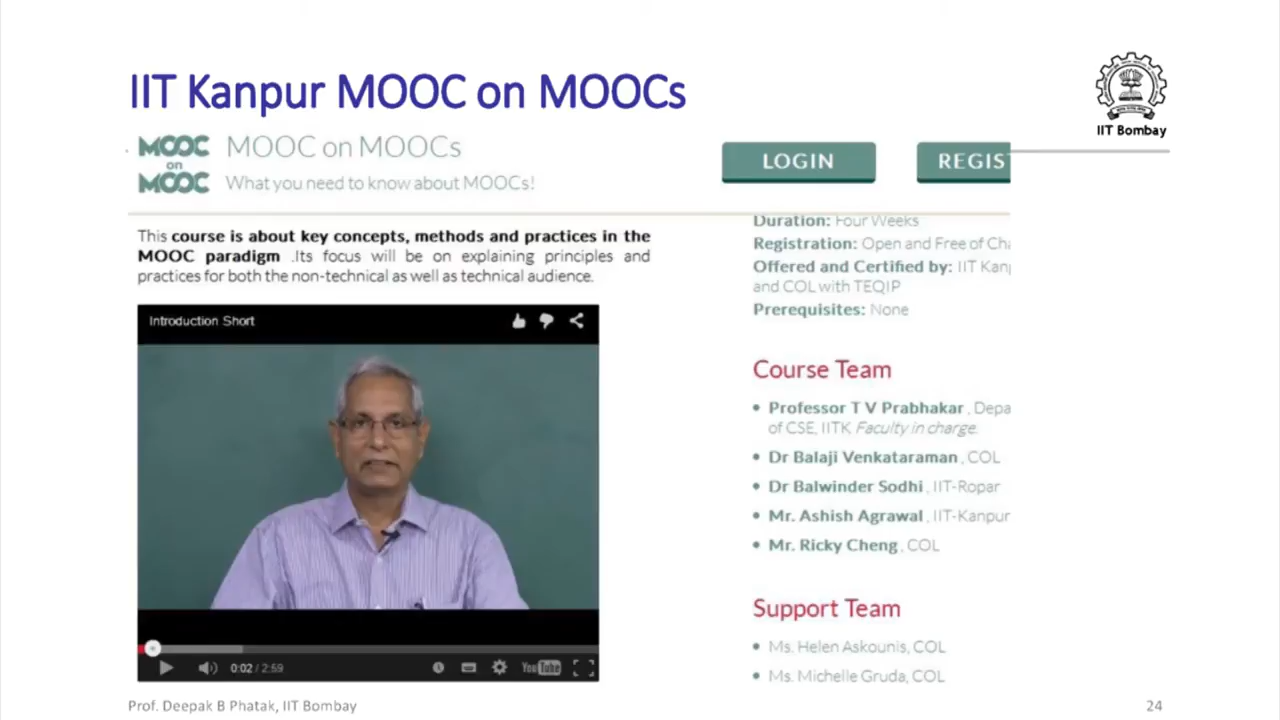 IIT Kanpur MOOC on MOOCs
IIT Bombay
MOOC
on
MOOC
MOOC on MOOCs
What you need to know about MOOCs!
LOGIN
REGIS
This course is about key concepts, methods and practices in the
MOOC paradigm .Its focus will be on explaining principles and
practices for both the non-technical as well as technical audience.
Introduction Short
0:02 / 2:59
YouTube
Duration: Four Weeks
Registration: Open and Free of Cha
Offered and Certified by: IIT Kanp
and COL with TEQIP
Prerequisites: None
Course Team
• Professor T V Prabhakar , Depa
of CSE, IITK Faculty in charge.
• Dr Balaji Venkataraman , COL
• Dr Balwinder Sodhi , IIT-Ropar
• Mr. Ashish Agrawal , IIT-Kanpur
• Mr. Ricky Cheng , COL
Support Team
• Ms. Helen Askounis, COL
• Ms. Michelle Gruda, COL
Prof. Deepak B Phatak, IIT Bombay
24